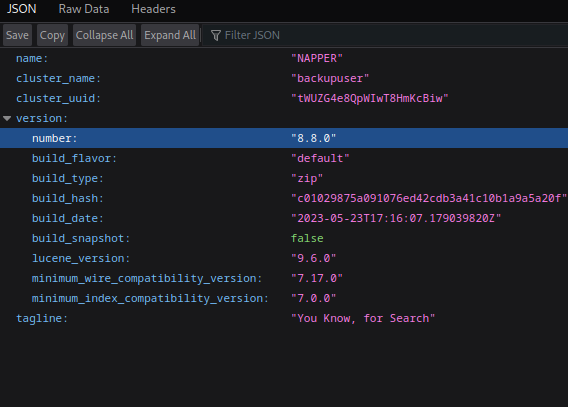 JSON Raw Data Headers
Save Copy Collapse All Expand All Filter JSON
name: "NAPPER"
cluster_name: "backupuser"
cluster_uuid: "tWUZG4e8QpWIwT8HmKcBiw"
version:
number: "8.8.0"
build_flavor: "default"
build_type: "zip"
build_hash: "c01029875a091076ed42cdb3a41c10b1a9a5a20f"
build_date: "2023-05-23T17:16:07.179039820Z"
build_snapshot: false
lucene_version: "9.6.0"
minimum_wire_compatibility_version: "7.17.0"
minimum_index_compatibility_version: "7.0.0"
tagline: "You Know, for Search"